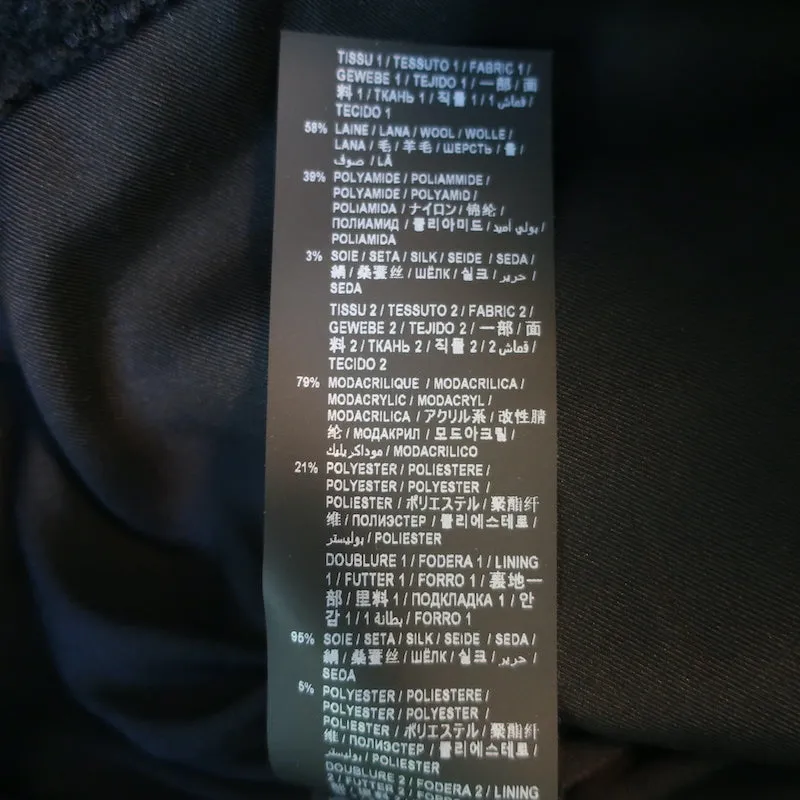 TISSU 1 / TESSUTO 1 / FABRIC 1 /
GEWEBE 1 / TEJIDO 1 / 一部 / 面
料 1 / ТКАНЬ 1 / 직물 1 / قماش 1 /
TECIDO 1
58% LAINE / LANA / WOOL / WOLLE /
LANA / 毛 / 羊毛 / ШЕРСТЬ / 울 /
صوف / LÃ
39% POLYAMIDE / POLIAMMIDE /
POLYAMIDE / POLYAMID /
POLIAMIDA / ナイロン / 锦纶 /
ПОЛИАМИД / 폴리아미드 / بولي أميد /
POLIAMIDA
3% SOIE / SETA / SILK / SEIDE / SEDA /
絹 / 桑蚕丝 / ШЁЛК / 실크 / حرير /
SEDA
TISSU 2 / TESSUTO 2 / FABRIC 2 /
GEWEBE 2 / TEJIDO 2 / 一部 / 面
料 2 / ТКАНЬ 2 / 직물 2 / قماش 2 /
TECIDO 2
79% MODACRILIQUE / MODACRILICA /
MODACRYLIC / MODACRYL /
MODACRILICA / アクリル系 / 改性腈
纶 / МОДАКРИЛ / 모드아크릴 /
موداكريليك / MODACRILICO
21% POLYESTER / POLIESTERE /
POLYESTER / POLYESTER /
POLIESTER / ポリエステル / 聚酯纤
维 / ПОЛИЭСТЕР / 폴리에스테르 /
بوليستر / POLIESTER
DOUBLURE 1 / FODERA 1 / LINING
1 / FUTTER 1 / FORRO 1 / 裏地一
部 / 里料 1 / ПОДКЛАДКА 1 / 안
감 1 / بطانة 1 / FORRO 1
95% SOIE / SETA / SILK / SEIDE / SEDA /
絹 / 桑蚕丝 / ШЁЛК / 실크 / حرير /
SEDA
5% POLYESTER / POLIESTERE /
POLYESTER / POLYESTER /
POLIESTER / ポリエステル / 聚酯纤
维 / ПОЛИЭСТЕР / 폴리에스테르 /
بوليستر / POLIESTER
DOUBLURE 2 / FODERA 2 / LINING
2 / FUTTER 2 / FORRO 2 /